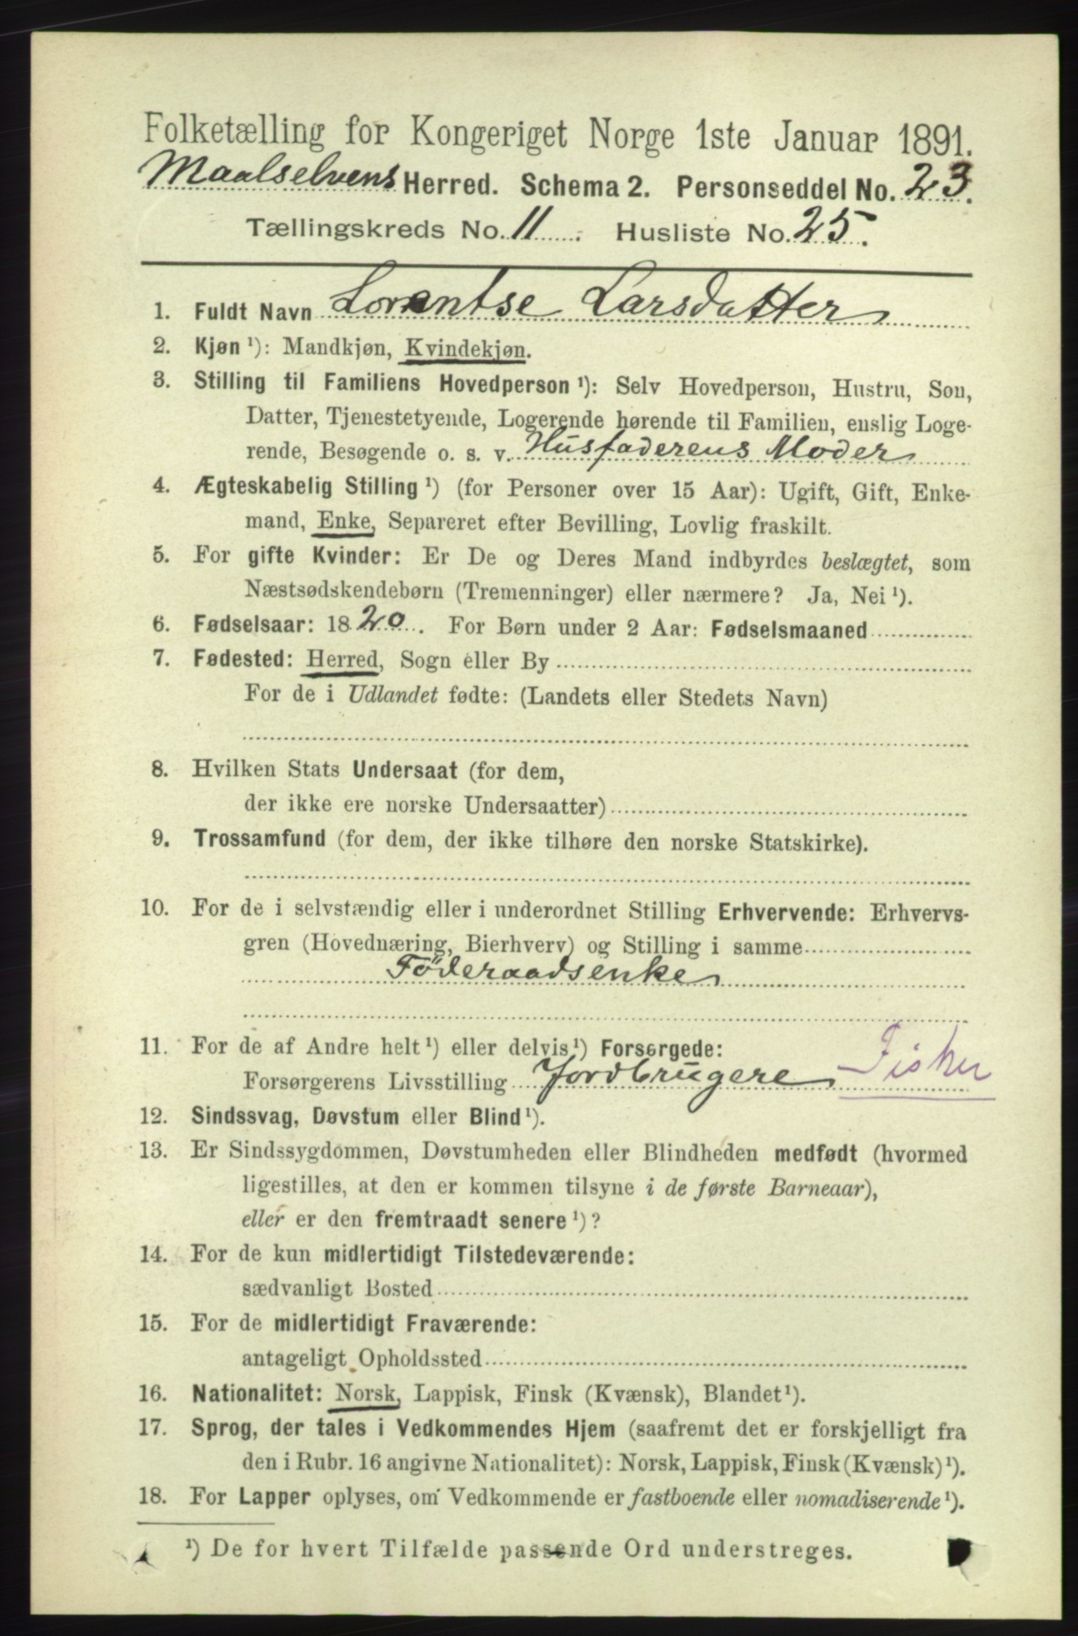 Folketælling for Kongeriget Norge 1ste Januar 1891.
Maalselvens Herred. Schema 2. Personseddel No. 23.
Tællingskreds No. 11. Husliste No. 25.
1. Fuldt Navn Lorentse Larsdatter
2. Kjøn ¹): Mandkjøn, Kvindekjøn.
3. Stilling til Familiens Hovedperson ¹): Selv Hovedperson, Hustru, Søn,
Datter, Tjenestetyende, Logerende hørende til Familien, enslig Loge-
rende, Besøgende o. s. v. Husfaderens Moder
4. Ægteskabelig Stilling ¹) (for Personer over 15 Aar): Ugift, Gift, Enke-
mand, Enke, Separeret efter Bevilling, Lovlig fraskilt.
5. For gifte Kvinder: Er De og Deres Mand indbyrdes beslægtet, som
Næstsødskendebørn (Tremenninger) eller nærmere? Ja, Nei ¹).
6. Fødselsaar: 1820. For Børn under 2 Aar: Fødselsmaaned
7. Fødested: Herred, Sogn eller By
For de i Udlandet fødte: (Landets eller Stedets Navn)
8. Hvilken Stats Undersaat (for dem,
der ikke ere norske Undersaatter)
9. Trossamfund (for dem, der ikke tilhøre den norske Statskirke).
10. For de i selvstændig eller i underordnet Stilling Erhvervende: Erhvervs-
gren (Hovednæring, Bierhverv) og Stilling i samme
Föderaadsenke
11. For de af Andre helt ¹) eller delvis ¹) Forsørgede:
Forsørgerens Livsstilling Jordbrugere Fisker
12. Sindssvag, Døvstum eller Blind ¹).
13. Er Sindssygdommen, Døvstumheden eller Blindheden medfødt (hvormed
ligestilles, at den er kommen tilsyne i de første Barneaar),
eller er den fremtraadt senere ¹)?
14. For de kun midlertidigt Tilstedeværende:
sædvanligt Bosted
15. For de midlertidigt Fraværende:
antageligt Opholdssted
16. Nationalitet: Norsk, Lappisk, Finsk (Kvænsk), Blandet ¹).
17. Sprog, der tales i Vedkommendes Hjem (saafremt det er forskjelligt fra
den i Rubr. 16 angivne Nationalitet): Norsk, Lappisk, Finsk (Kvænsk) ¹).
18. For Lapper oplyses, om Vedkommende er fastboende eller nomadiserende ¹).
¹) De for hvert Tilfælde passende Ord understreges.